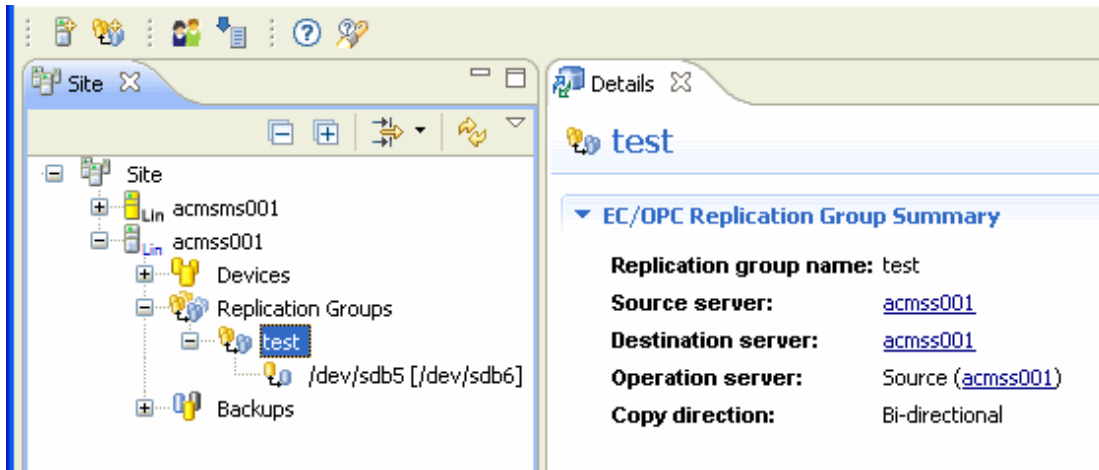 Site
Details
test
Site
Lin acmsms001
Lin acmss001
Devices
Replication Groups
test
/dev/sdb5 [/dev/sdb6]
Backups
EC/OPC Replication Group Summary
Replication group name: test
Source server: acmss001
Destination server: acmss001
Operation server: Source (acmss001)
Copy direction: Bi-directional